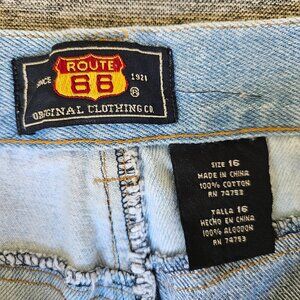 ROUTE
SINCE 66 1921
®
ORIGINAL CLOTHING CO.
SIZE 16
MADE IN CHINA
100% COTTON
RN 74753
TALLA 16
HECHO EN CHINA
100% ALGODON
RN 74753